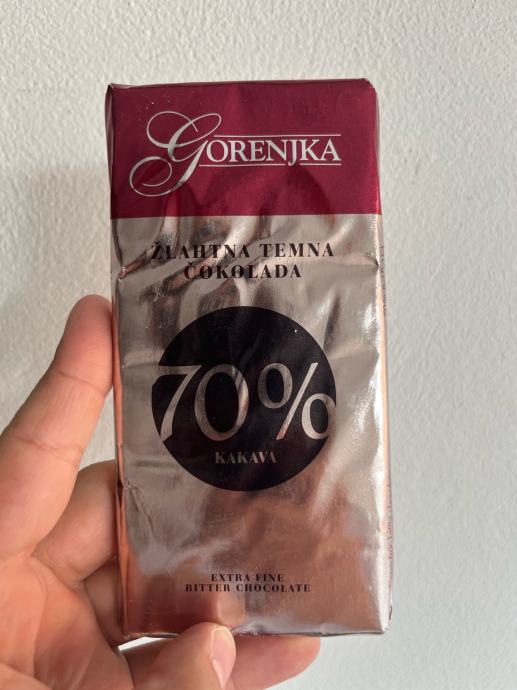 GORENJKA
ŽLAHTNA TEMNA
ČOKOLADA
70%
KAKAVA
EXTRA FINE
BITTER CHOCOLATE